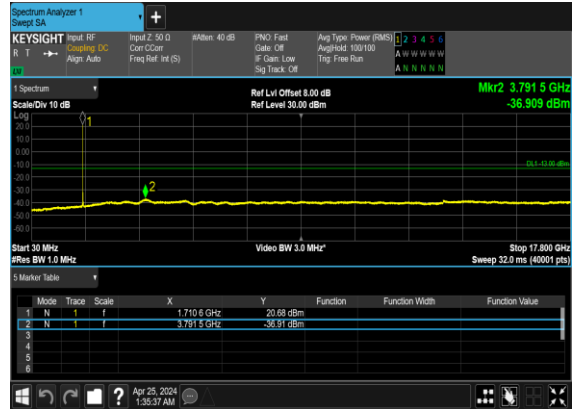 Spectrum Analyzer 1
Swept SA
+
KEYSIGHT Input: RF Input Z: 50 Ω #Atten: 40 dB PNO: Fast Avg Type: Power (RMS) 1 2 3 4 5 6
R T Coupling: DC Corr CCorr Gate: Off Avg|Hold: 100/100 A W W W W W
Align: Auto Freq Ref: Int (S) IF Gain: Low Trig: Free Run
LW Sig Track: Off A N N N N N
1 Spectrum Ref Lvl Offset 8.00 dB Mkr2 3.791 5 GHz
Scale/Div 10 dB Ref Level 30.00 dBm -36.909 dBm
Log
1
20.0
10.0
0.00
-10.0 DL1 -13.00 dBm
-20.0
-30.0 2
-40.0
-50.0
-60.0
Start 30 MHz Video BW 3.0 MHz* Stop 17.800 GHz
#Res BW 1.0 MHz Sweep 32.0 ms (40001 pts)
5 Marker Table
Mode Trace Scale X Y Function Function Width Function Value
1 N 1 f 1.710 6 GHz 20.68 dBm
2 N 1 f 3.791 5 GHz -36.91 dBm
3
4
5
6
? Apr 25, 2024
1:35:37 AM